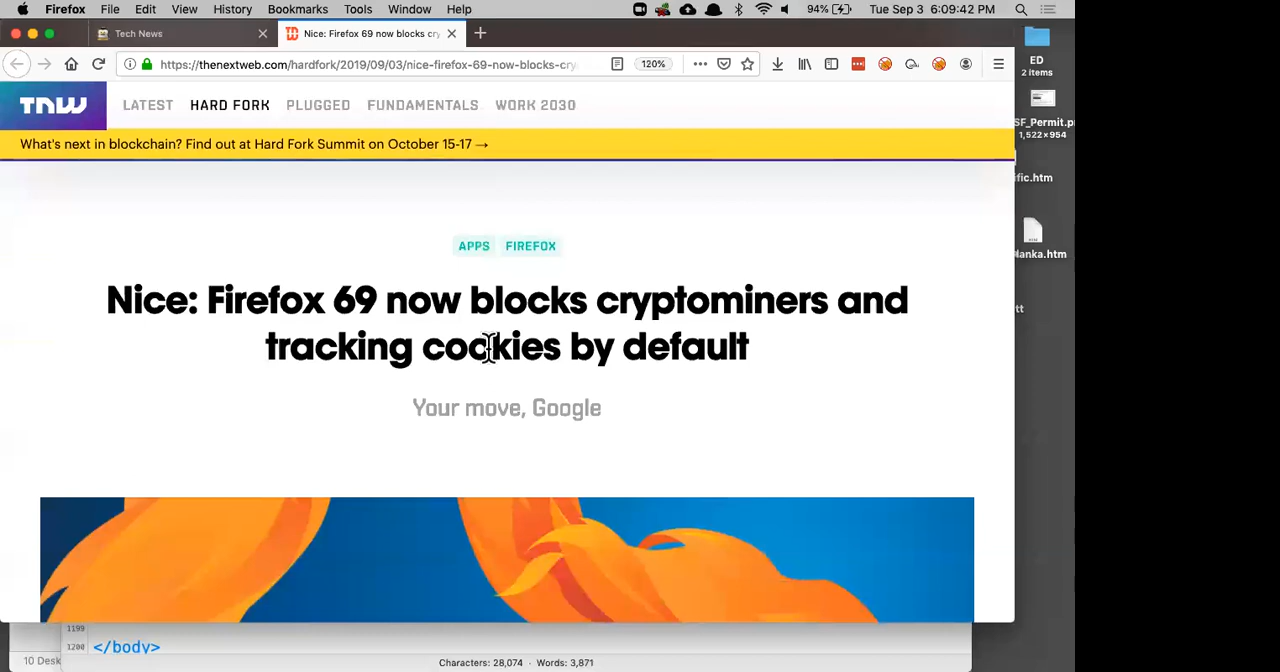 Firefox File Edit View History Bookmarks Tools Window Help 94% Tue Sep 3 6:09:42 PM
Tech News
Nice: Firefox 69 now blocks cry
https://thenextweb.com/hardfork/2019/09/03/nice-firefox-69-now-blocks-cry
120%
TNW LATEST HARD FORK PLUGGED FUNDAMENTALS WORK 2030
What's next in blockchain? Find out at Hard Fork Summit on October 15-17 →
APPS FIREFOX
Nice: Firefox 69 now blocks cryptominers and
tracking cookies by default
Your move, Google
ED
2 items
SF_Permit.p
1,522×954
ific.htm
lanka.htm
tt
1199
1200 </body>
10 Desk
Characters: 28,074 · Words: 3,871